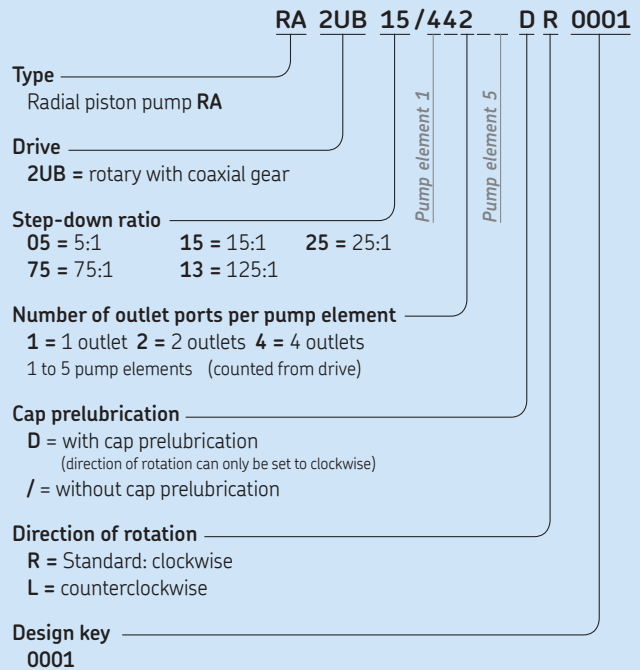 RA 2UB 15/442_ _ D R 0001
Type
Radial piston pump RA
Drive
2UB = rotary with coaxial gear
Pump element 1
Pump element 5
Step-down ratio
05 = 5:1 15 = 15:1 25 = 25:1
75 = 75:1 13 = 125:1
Number of outlet ports per pump element
1 = 1 outlet 2 = 2 outlets 4 = 4 outlets
1 to 5 pump elements (counted from drive)
Cap prelubrication
D = with cap prelubrication
(direction of rotation can only be set to clockwise)
/ = without cap prelubrication
Direction of rotation
R = Standard: clockwise
L = counterclockwise
Design key
0001